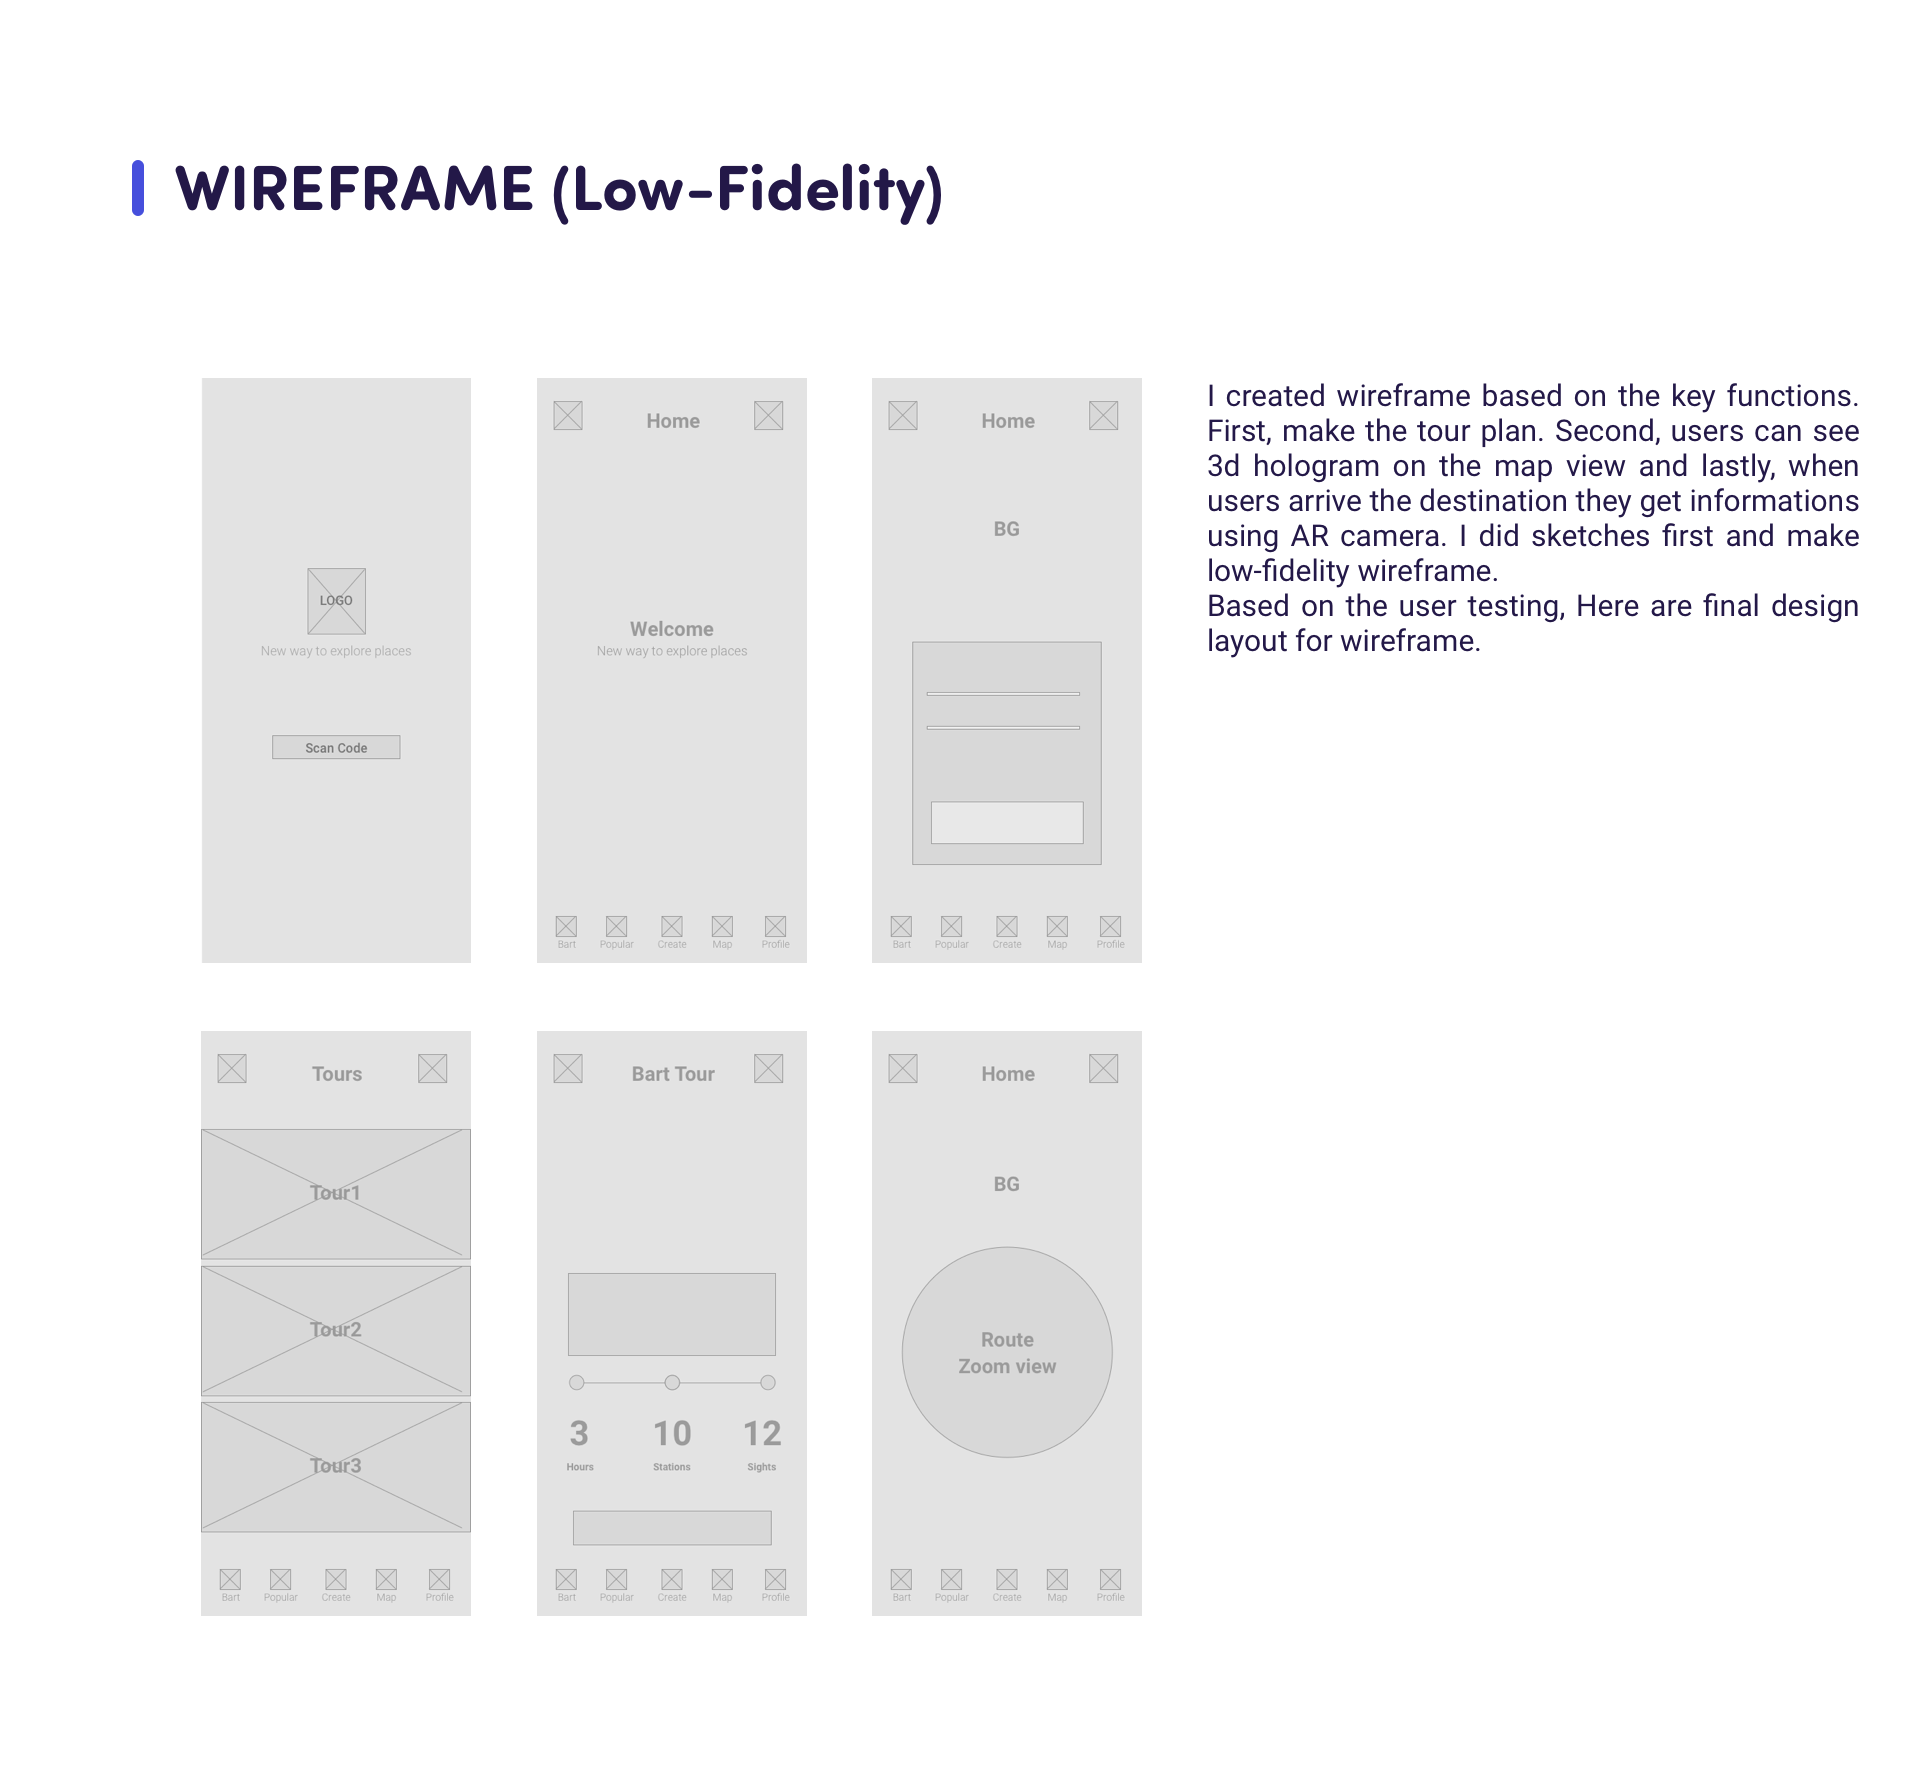 WIREFRAME (Low-Fidelity)
LOGO
New way to explore places
Scan Code
Home
Welcome
New way to explore places
Bart Popular Create Map Profile
Home
BG
Bart Popular Create Map Profile
I created wireframe based on the key functions.
First, make the tour plan. Second, users can see
3d hologram on the map view and lastly, when
users arrive the destination they get informations
using AR camera. I did sketches first and make
low-fidelity wireframe.
Based on the user testing, Here are final design
layout for wireframe.
Tours
Tour1
Tour2
Tour3
Bart Popular Create Map Profile
Bart Tour
3 10 12
Hours Stations Sights
Bart Popular Create Map Profile
Home
BG
Route
Zoom view
Bart Popular Create Map Profile